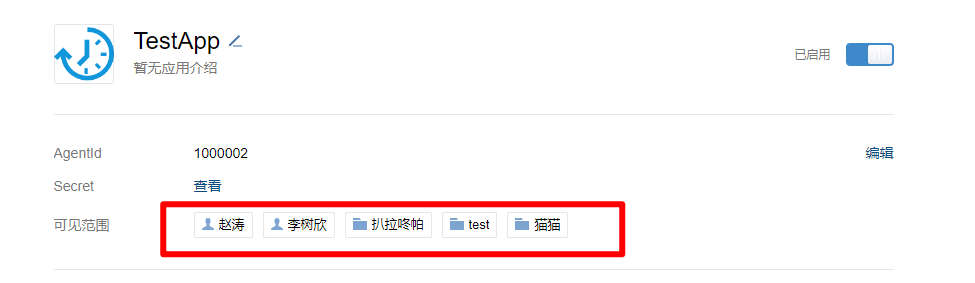 TestApp
暂无应用介绍
已启用
AgentId 1000002 编辑
Secret 查看
可见范围 赵涛 李树欣 扒拉咚帕 test 猫猫